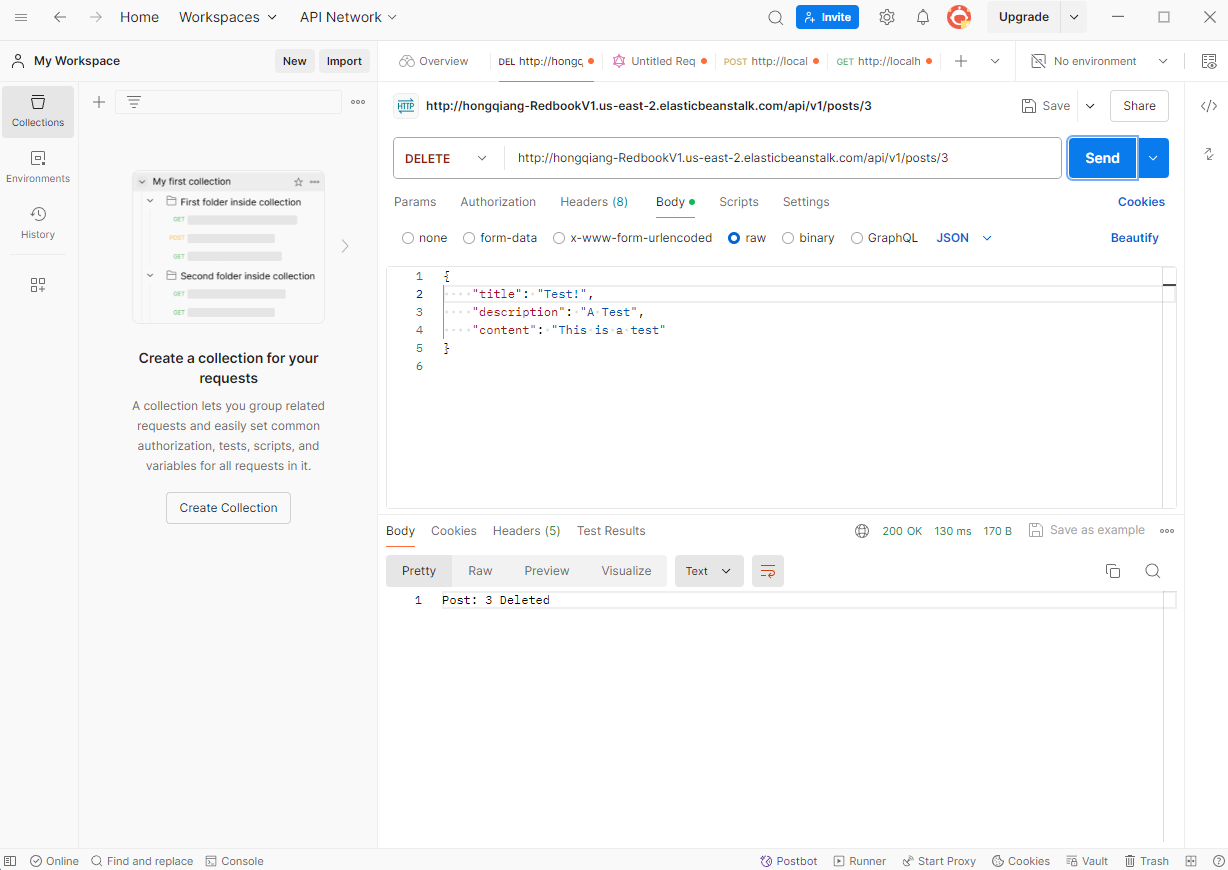 Home Workspaces API Network Invite Upgrade
My Workspace New Import
Overview DEL http://hongq Untitled Req POST http://local GET http://localh No environment
Collections
Environments
History
My first collection
First folder inside collection
GET
POST
GET
Second folder inside collection
GET
GET
Create a collection for your
requests
A collection lets you group related
requests and easily set common
authorization, tests, scripts, and
variables for all requests in it.
Create Collection
HTTP http://hongqiang-RedbookV1.us-east-2.elasticbeanstalk.com/api/v1/posts/3 Save Share </>
DELETE http://hongqiang-RedbookV1.us-east-2.elasticbeanstalk.com/api/v1/posts/3 Send
Params Authorization Headers (8) Body Scripts Settings Cookies
none form-data x-www-form-urlencoded raw binary GraphQL JSON Beautify
1 {
2 "title": "Test!",
3 "description": "A Test",
4 "content": "This is a test"
5 }
6
Body Cookies Headers (5) Test Results 200 OK 130 ms 170 B Save as example
Pretty Raw Preview Visualize Text
1 Post: 3 Deleted
Online Find and replace Console Postbot Runner Start Proxy Cookies Vault Trash